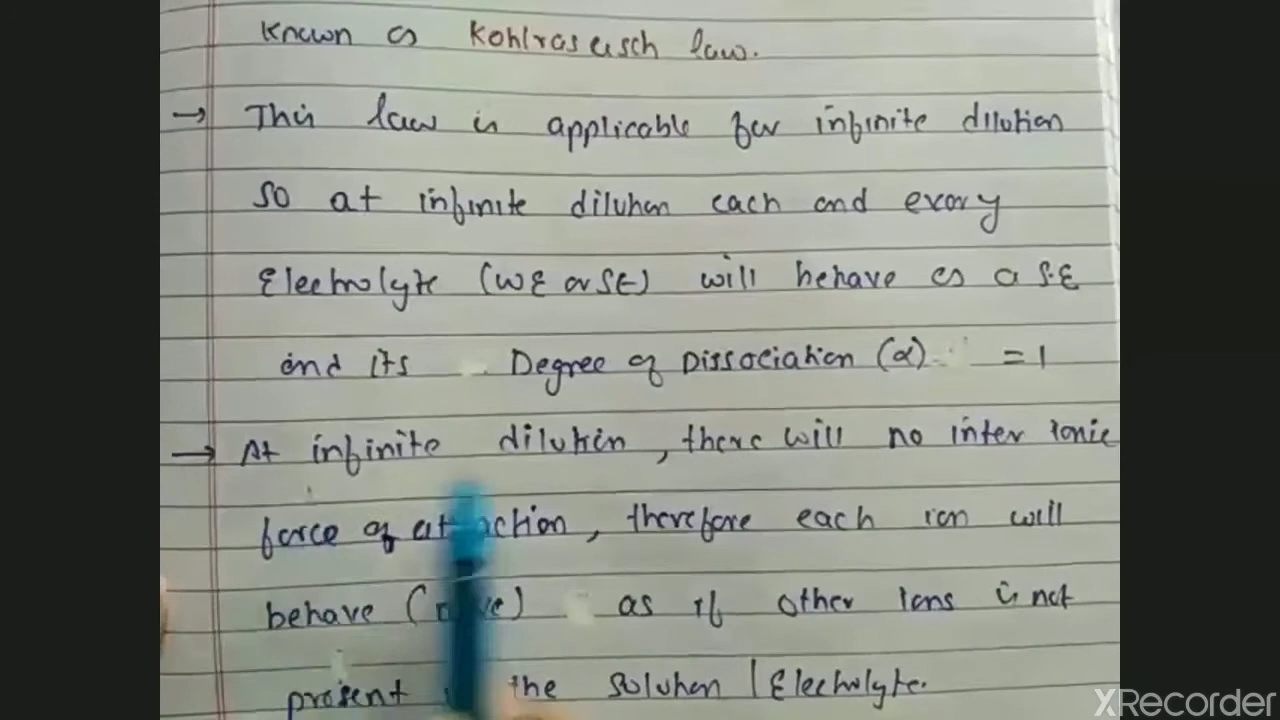 known as Kohlrasusch law.
→ This law is applicable for infinite dilution
so at infinite dilution each and every
Electrolyte (WE or SE) will behave as a S.E
and its Degree of Dissociation (α) = 1
→ At infinite dilution, there will no inter ionic
force of attraction, therefore each ion will
behave as if other ions is not
present the solution | Electrolyte.
XRecorder